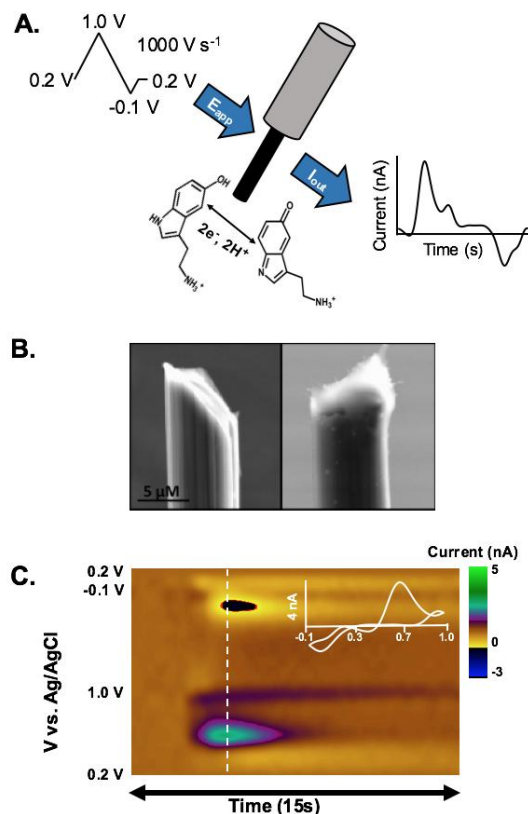 A.
1.0 V
1000 V s⁻¹
0.2 V
0.2 V
-0.1 V
E_app
I_out
OH
HN
NH₃⁺
2e⁻, 2H⁺
O
N
NH₃⁺
Current (nA)
Time (s)
B.
5 µM
C.
Current (nA)
0.2 V
-0.1 V
1.0 V
0.2 V
V vs. Ag/AgCl
4 nA
-0.1 0.3 0.7 1.0
5
0
-3
Time (15s)